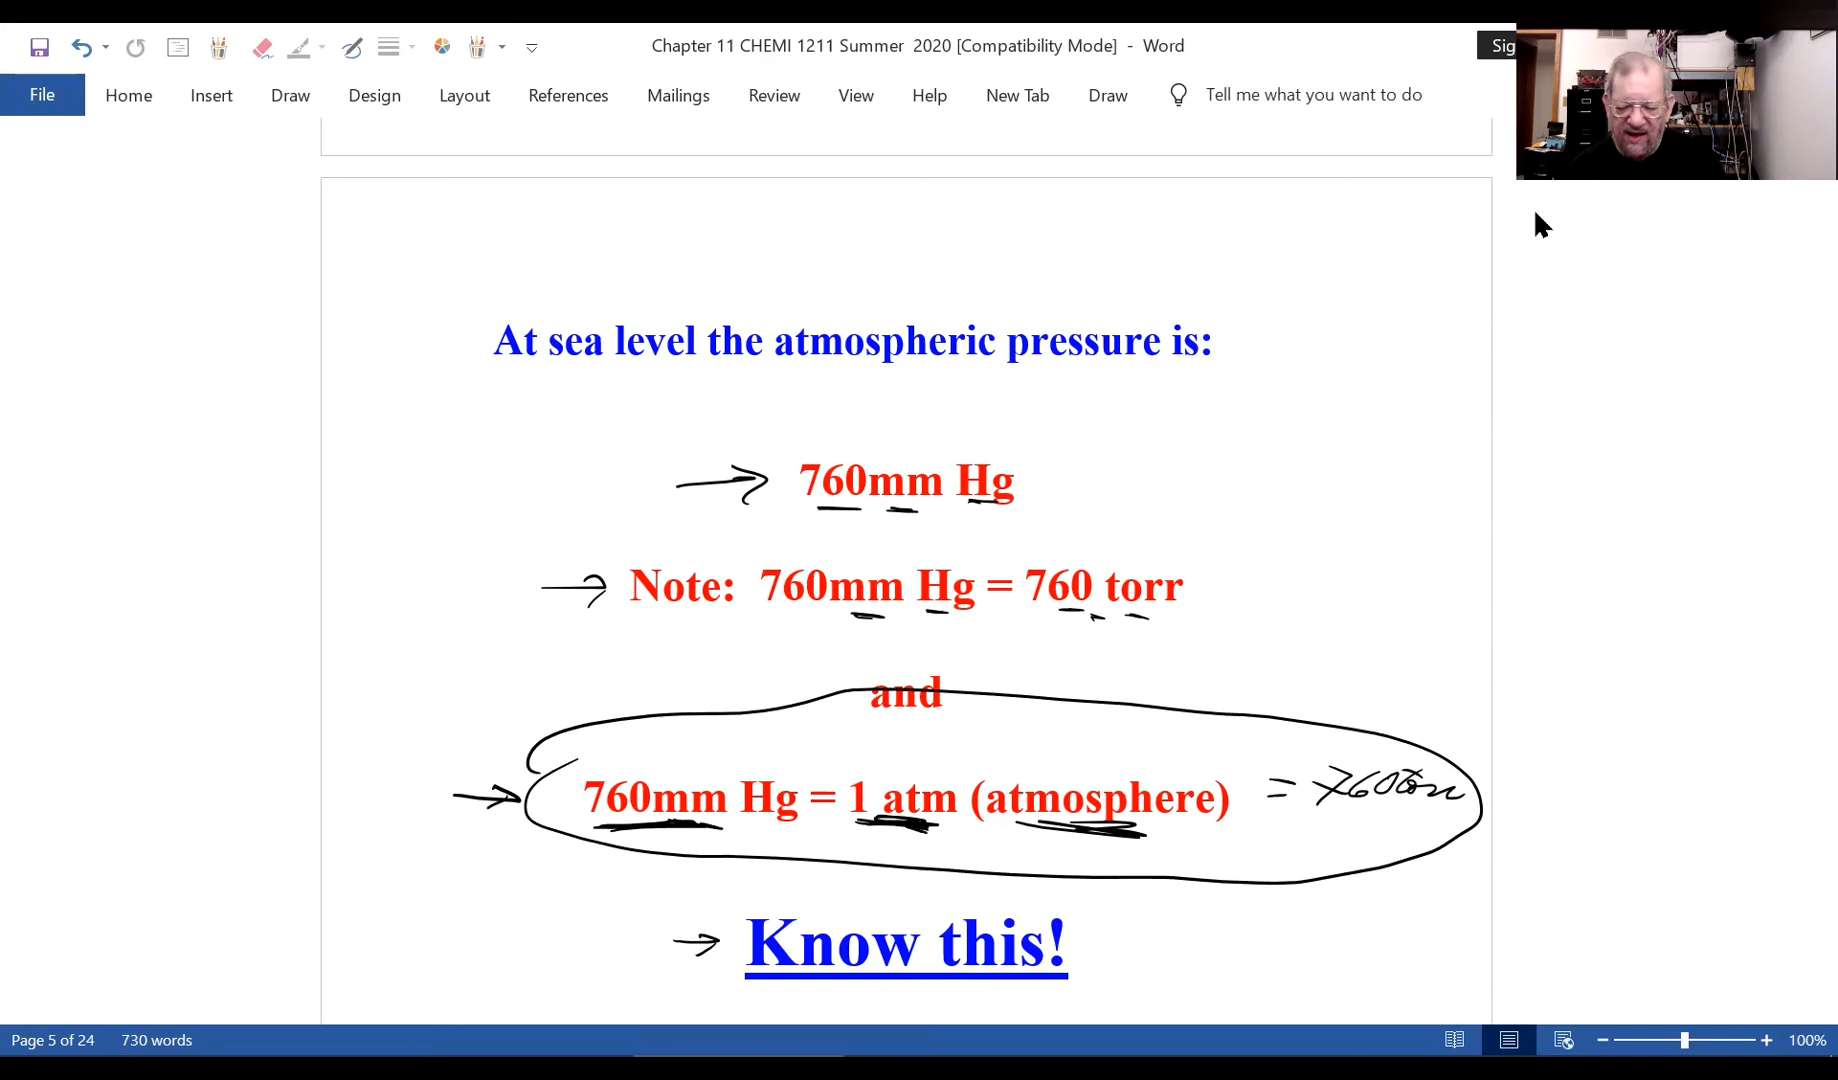 Chapter 11 CHEMI 1211 Summer 2020 [Compatibility Mode] - Word
Sig
File Home Insert Draw Design Layout References Mailings Review View Help New Tab Draw Tell me what you want to do
At sea level the atmospheric pressure is:
760mm Hg
Note: 760mm Hg = 760 torr
and
760mm Hg = 1 atm (atmosphere) = 760torr
Know this!
Page 5 of 24 730 words 100%